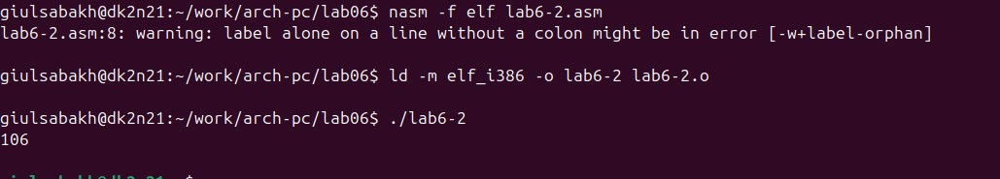 giulsabakh@dk2n21:~/work/arch-pc/lab06$ nasm -f elf lab6-2.asm
lab6-2.asm:8: warning: label alone on a line without a colon might be in error [-w+label-orphan]
giulsabakh@dk2n21:~/work/arch-pc/lab06$ ld -m elf_i386 -o lab6-2 lab6-2.o
giulsabakh@dk2n21:~/work/arch-pc/lab06$ ./lab6-2
106